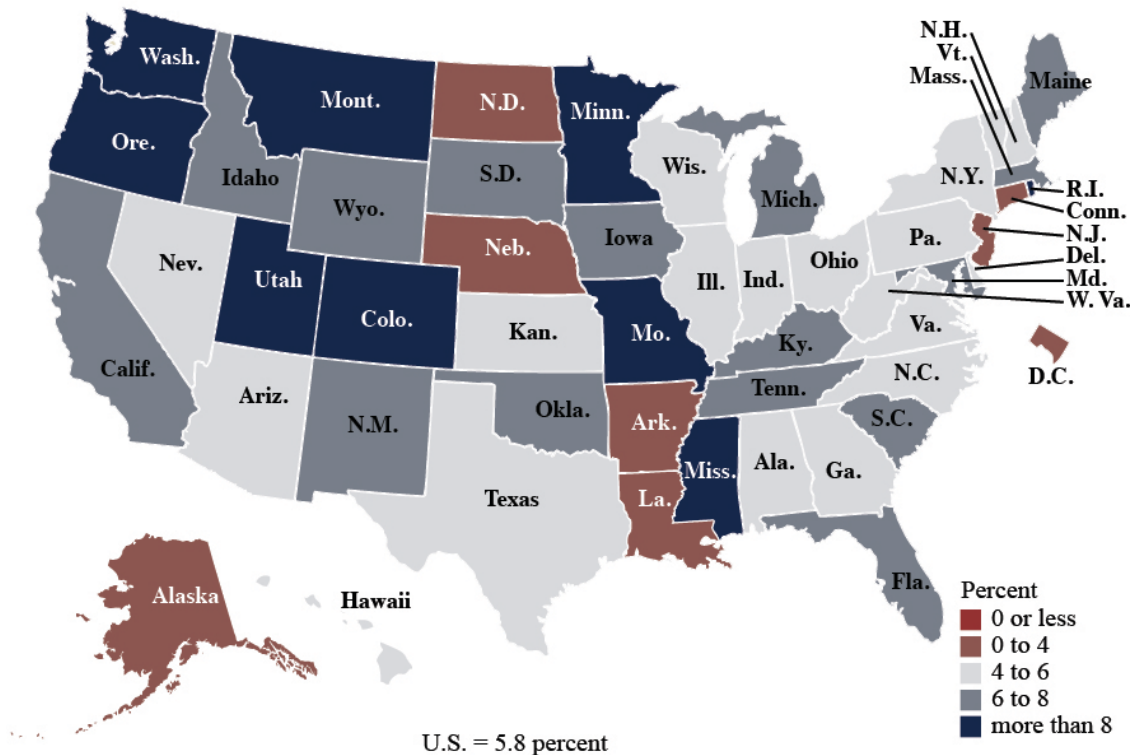 N.H.
Vt.
Mass.
Maine
Wash.
Mont.
N.D.
Minn.
Ore.
Idaho
Wyo.
S.D.
Wis.
Mich.
N.Y.
R.I.
Conn.
N.J.
Del.
Md.
W. Va.
Neb.
Iowa
Pa.
Nev.
Utah
Colo.
Ill.
Ind.
Ohio
Kan.
Mo.
Ky.
Va.
Calif.
N.C.
D.C.
Ariz.
N.M.
Okla.
Ark.
Tenn.
S.C.
Texas
La.
Miss.
Ala.
Ga.
Fla.
Alaska
Hawaii
Percent
0 or less
0 to 4
4 to 6
6 to 8
more than 8
U.S. = 5.8 percent